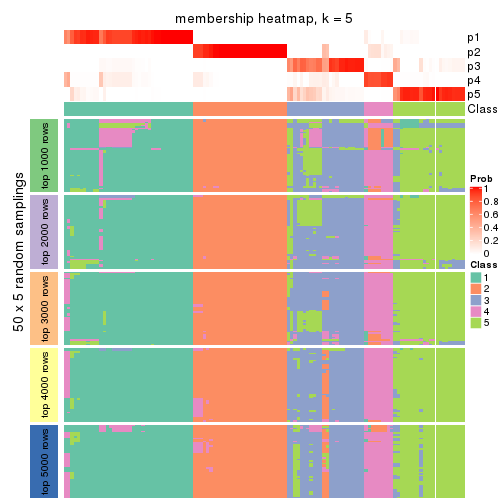 membership heatmap, k = 5
p1
p2
p3
p4
p5
Class
50 x 5 random samplings
top 1000 rows
top 2000 rows
top 3000 rows
top 4000 rows
top 5000 rows
Prob
1
0.8
0.6
0.4
0.2
0
Class
1
2
3
4
5